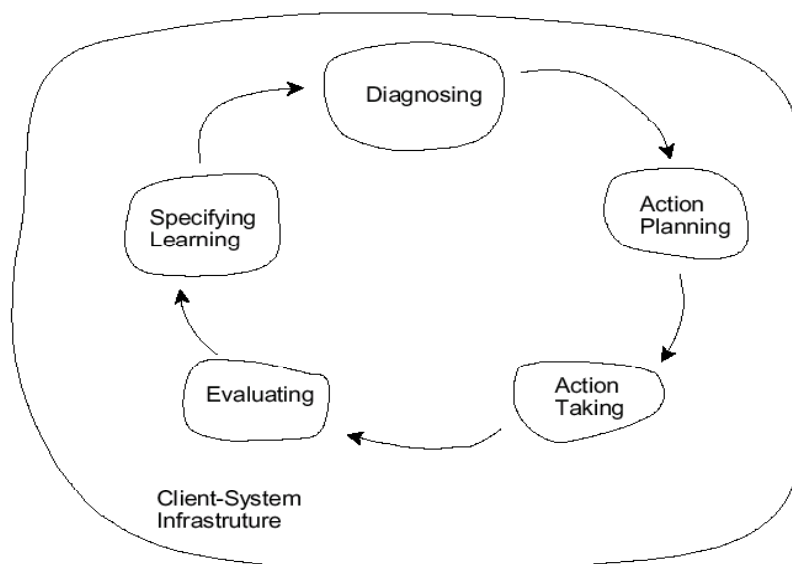 Diagnosing
Action
Planning
Action
Taking
Evaluating
Specifying
Learning
Client-System
Infrastruture